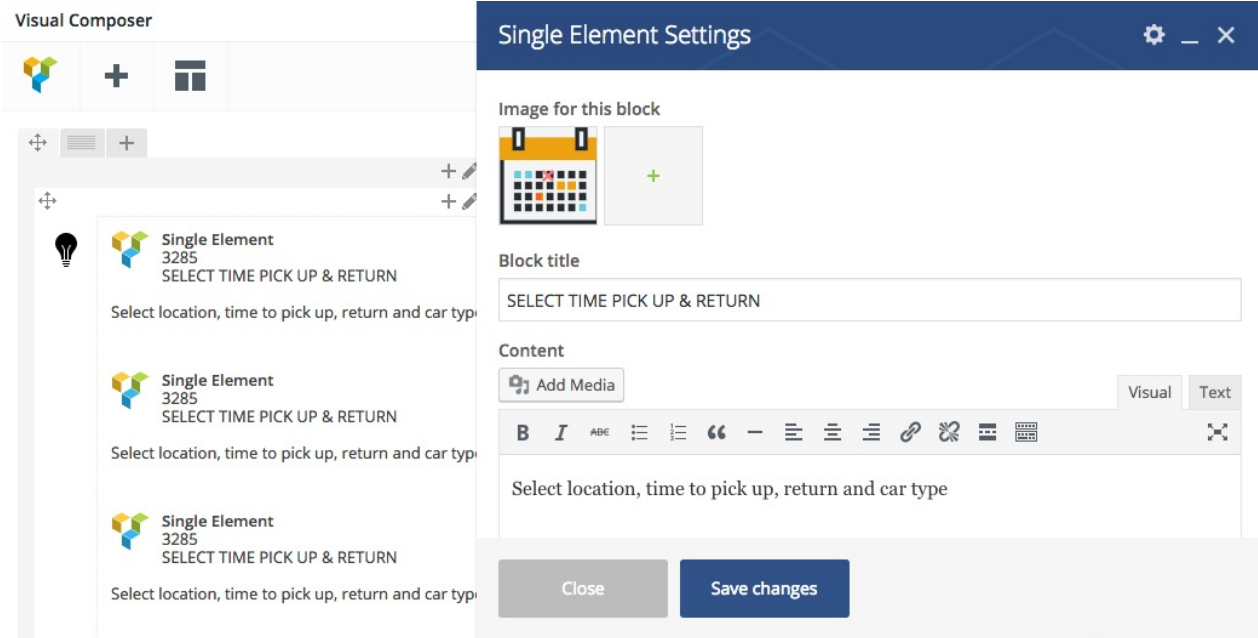 Visual Composer
Single Element
3285
SELECT TIME PICK UP & RETURN
Select location, time to pick up, return and car typ
Single Element
3285
SELECT TIME PICK UP & RETURN
Select location, time to pick up, return and car typ
Single Element
3285
SELECT TIME PICK UP & RETURN
Select location, time to pick up, return and car typ
Single Element Settings
Image for this block
Block title
SELECT TIME PICK UP & RETURN
Content
Add Media
Visual Text
B I ABC
Select location, time to pick up, return and car type
Close Save changes